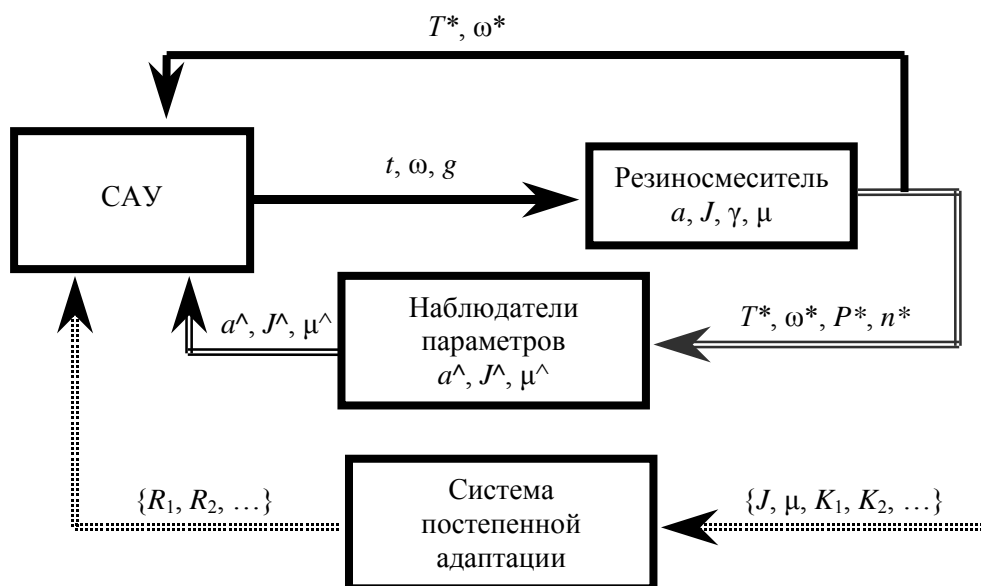 T*, ω*
САУ
t, ω, g
Резиносмеситель
a, J, γ, μ
a^, J^, μ^
Наблюдатели
параметров
a^, J^, μ^
T*, ω*, P*, n*
{R₁, R₂, …}
Система
постепенной
адаптации
{J, μ, K₁, K₂, …}